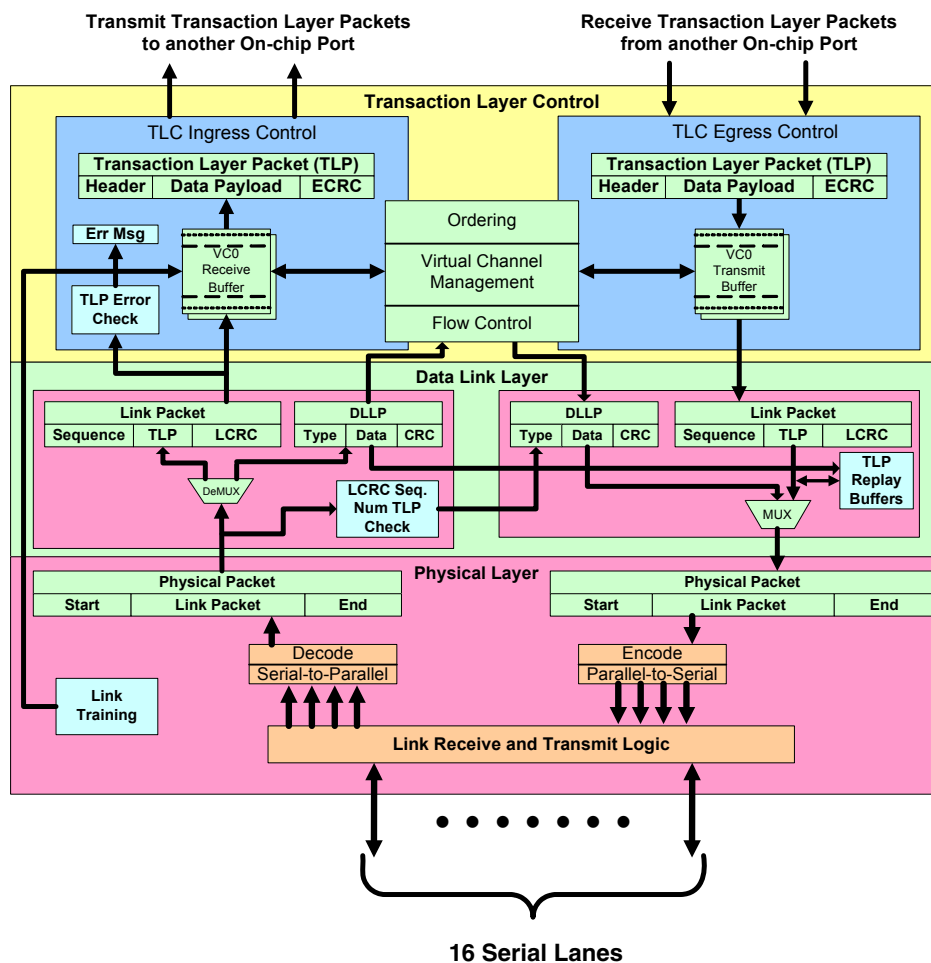 Transmit Transaction Layer Packets
to another On-chip Port
Receive Transaction Layer Packets
from another On-chip Port
Transaction Layer Control
TLC Ingress Control
TLC Egress Control
Transaction Layer Packet (TLP)
Header Data Payload ECRC
Transaction Layer Packet (TLP)
Header Data Payload ECRC
Err Msg
VC0
Receive
Buffer
TLP Error
Check
Ordering
Virtual Channel
Management
Flow Control
VC0
Transmit
Buffer
Data Link Layer
Link Packet
Sequence TLP LCRC
DLLP
Type Data CRC
DLLP
Type Data CRC
Link Packet
Sequence TLP LCRC
DeMUX
LCRC Seq.
Num TLP
Check
TLP
Replay
Buffers
MUX
Physical Layer
Physical Packet
Start Link Packet End
Physical Packet
Start Link Packet End
Decode
Serial-to-Parallel
Encode
Parallel-to-Serial
Link
Training
Link Receive and Transmit Logic
16 Serial Lanes